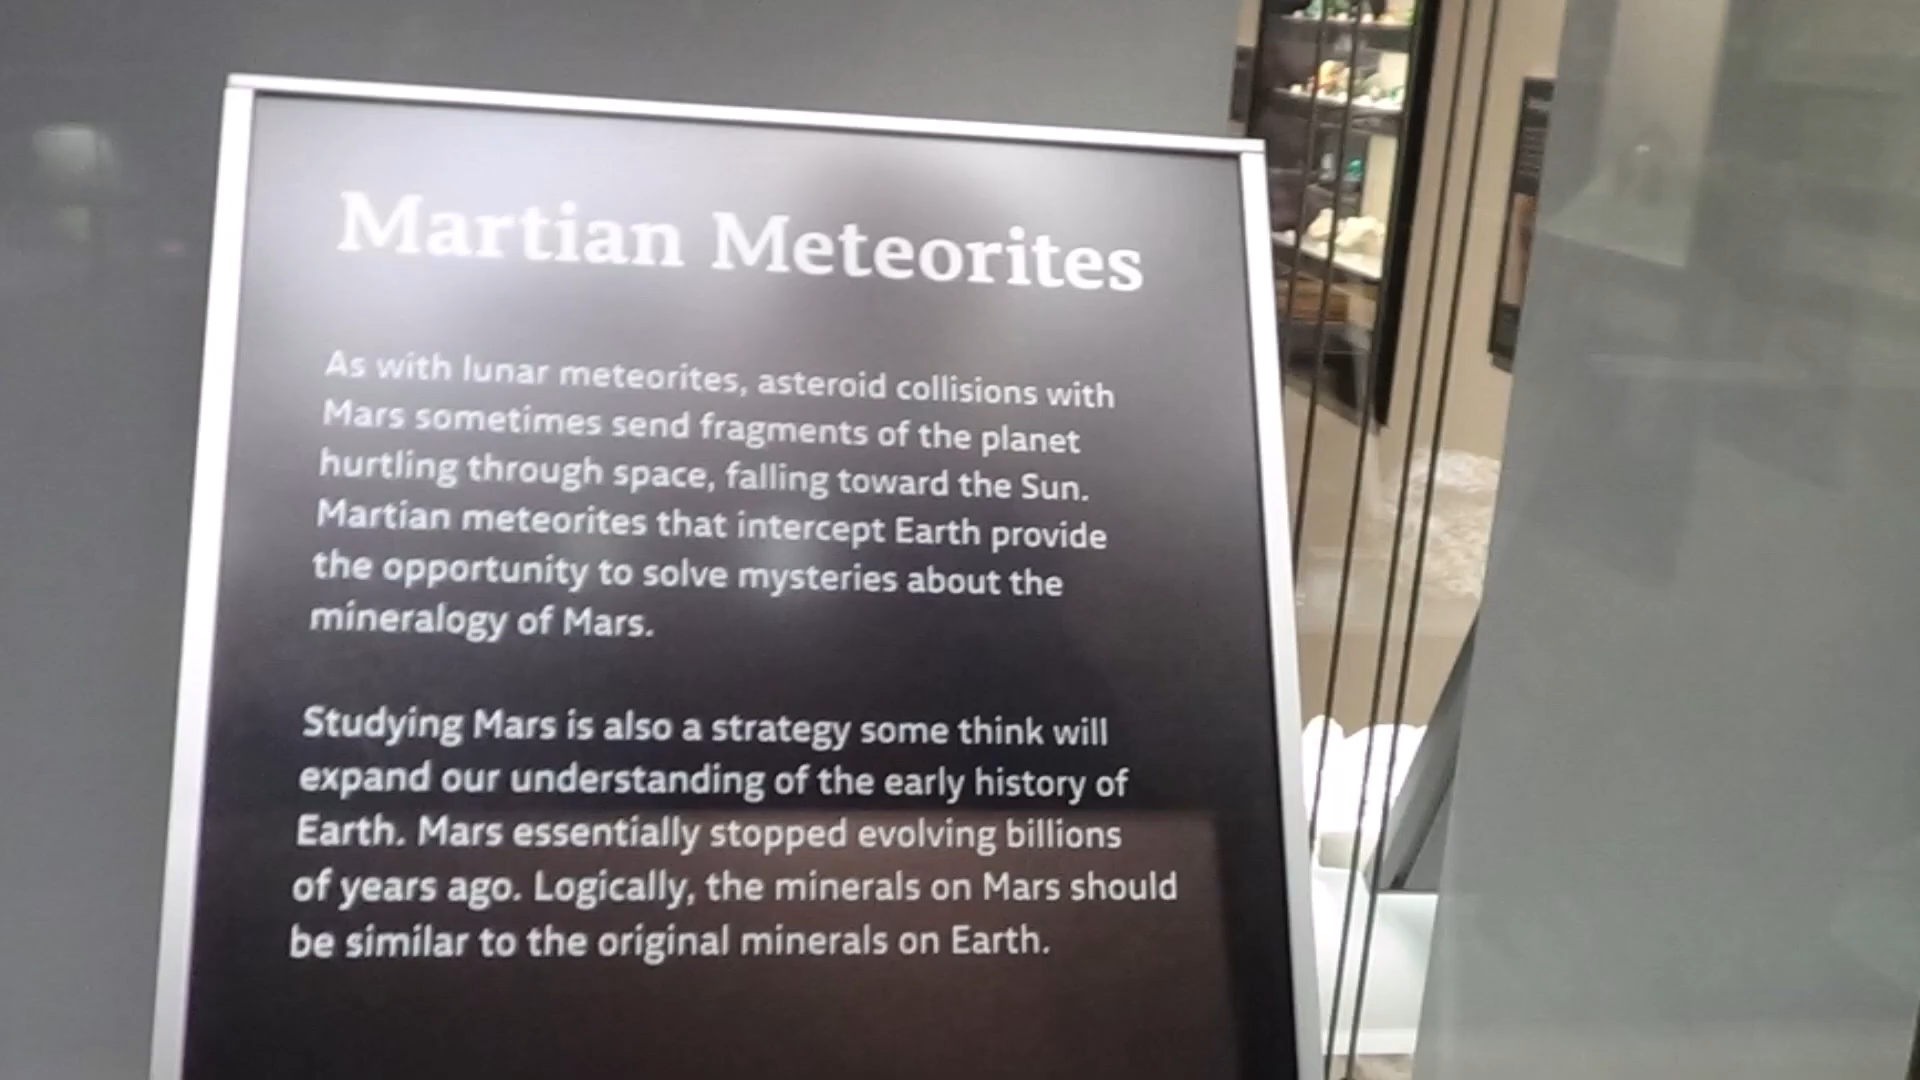 Martian Meteorites
As with lunar meteorites, asteroid collisions with
Mars sometimes send fragments of the planet
hurtling through space, falling toward the Sun.
Martian meteorites that intercept Earth provide
the opportunity to solve mysteries about the
mineralogy of Mars.
Studying Mars is also a strategy some think will
expand our understanding of the early history of
Earth. Mars essentially stopped evolving billions
of years ago. Logically, the minerals on Mars should
be similar to the original minerals on Earth.